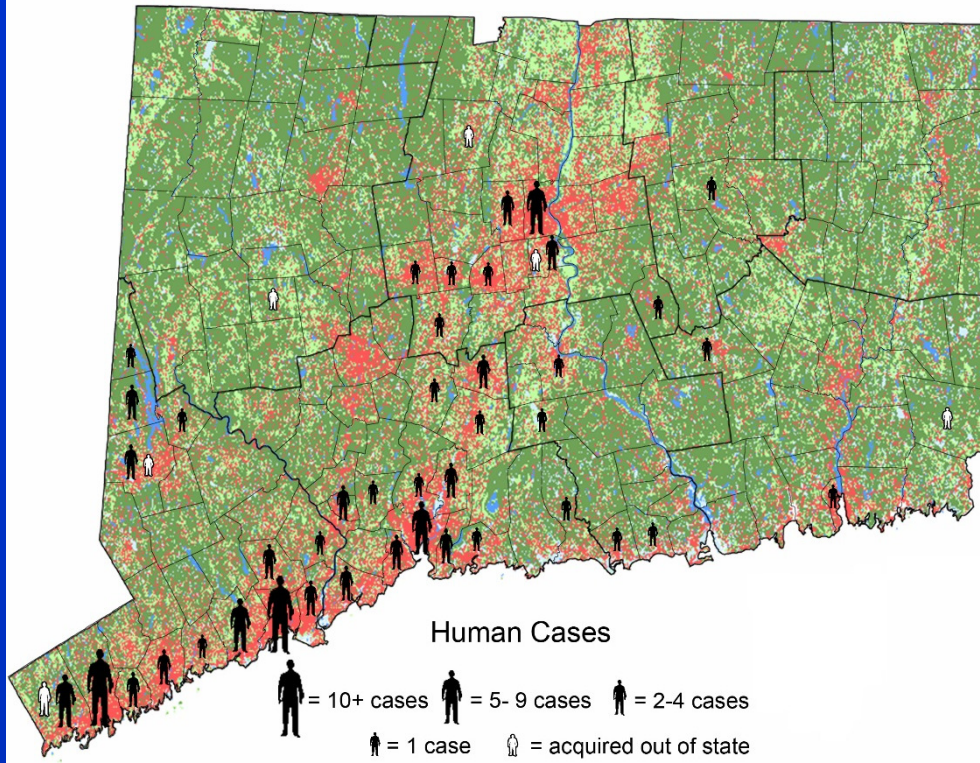 Human Cases
= 10+ cases = 5- 9 cases = 2-4 cases
= 1 case = acquired out of state